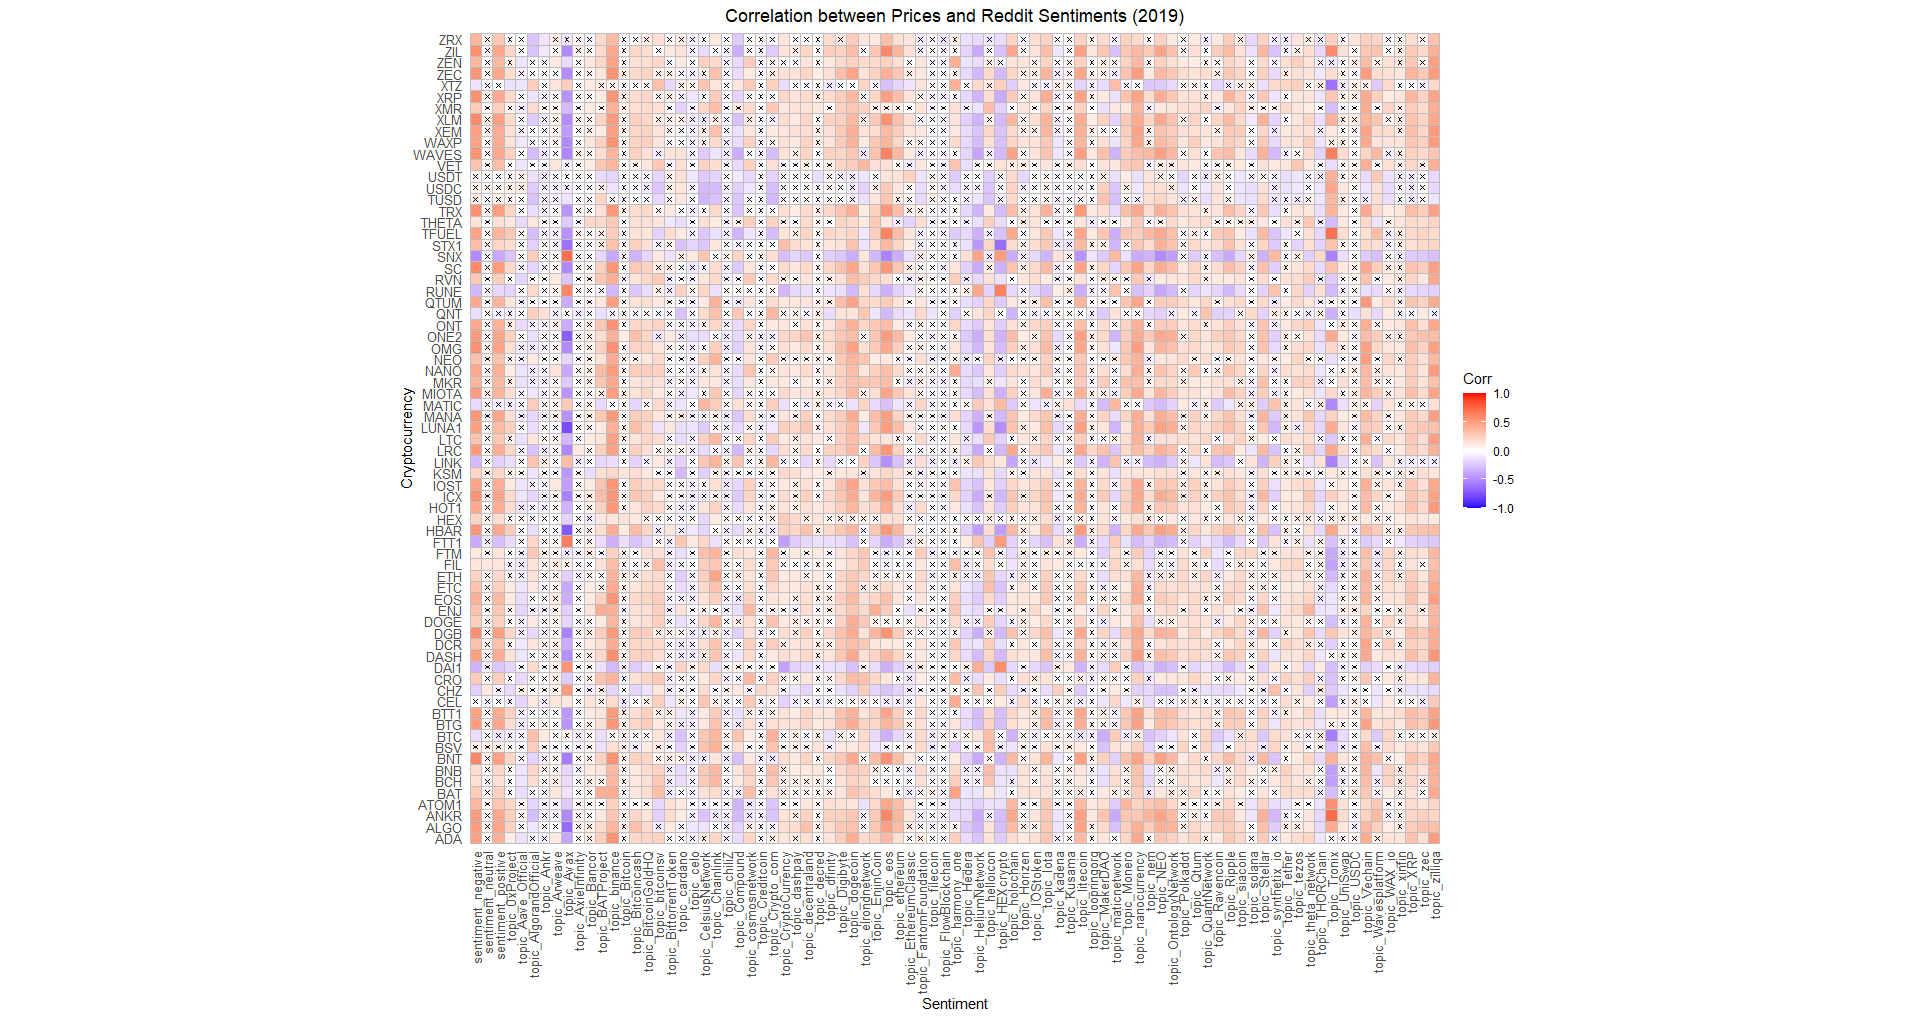 Correlation between Prices and Reddit Sentiments (2019)
Cryptocurrency
ZRX
ZIL
ZEN
ZEC
XTZ
XRP
XMR
XLM
XEM
WAXP
WAVES
VET
USDT
USDC
TUSD
TRX
THETA
TFUEL
STX1
SNX
SC
RVN
RUNE
QTUM
QNT
ONT
ONE2
OMG
NEO
NANO
MKR
MIOTA
MATIC
MANA
LUNA1
LTC
LRC
LINK
KSM
IOST
ICX
HOT1
HEX
HBAR
FTT1
FTM
FIL
ETH
ETC
EOS
ENJ
DOGE
DGB
DCR
DASH
DAI1
CRO
CHZ
CEL
BTT1
BTG
BTC
BSV
BNT
BNB
BCH
BAT
ATOM1
ANKR
ALGO
ADA
sentiment_negative
sentiment_neutral
sentiment_positive
topic_0xProject
topic_Aave_Official
topic_AlgorandOfficial
topic_Ankr
topic_Arweave
topic_Avax
topic_AxieInfinity
topic_Bancor
topic_BATProject
topic_binance
topic_Bitcoin
topic_Bitcoincash
topic_BitcoinGoldHQ
topic_bitcoinsv
topic_BittorrentToken
topic_cardano
topic_celo
topic_CelsiusNetwork
topic_Chainlink
topic_chiliZ
topic_Compound
topic_cosmosnetwork
topic_Creditcoin
topic_Crypto_com
topic_CryptoCurrency
topic_dashpay
topic_decentraland
topic_decred
topic_dfinity
topic_Digibyte
topic_dogecoin
topic_elrondnetwork
topic_EnjinCoin
topic_eos
topic_ethereum
topic_EthereumClassic
topic_FantomFoundation
topic_filecoin
topic_FlowBlockchain
topic_harmony_one
topic_Hedera
topic_HeliumNetwork
topic_helloicon
topic_HEXcrypto
topic_holochain
topic_Horizen
topic_IOStoken
topic_Iota
topic_kadena
topic_Kusama
topic_litecoin
topic_loopringorg
topic_MakerDAO
topic_maticnetwork
topic_Monero
topic_nanocurrency
topic_nem
topic_NEO
topic_OntologyNetwork
topic_Polkadot
topic_Qtum
topic_QuantNetwork
topic_Ravencoin
topic_Ripple
topic_siacoin
topic_solana
topic_Stellar
topic_synthetix_io
topic_Tether
topic_tezos
topic_theta_network
topic_THORChain
topic_Tronix
topic_UniSwap
topic_USDC
topic_Vechain
topic_Wavesplatform
topic_WAX_io
topic_xinfin
topic_XRP
topic_zec
topic_zilliqa
Sentiment
Corr
1.0
0.5
0.0
-0.5
-1.0